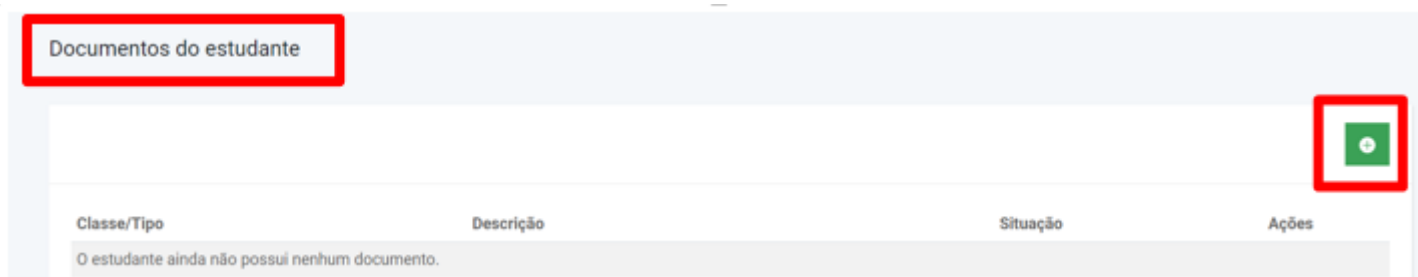 Documentos do estudante
Classe/Tipo Descrição Situação Ações
O estudante ainda não possui nenhum documento.